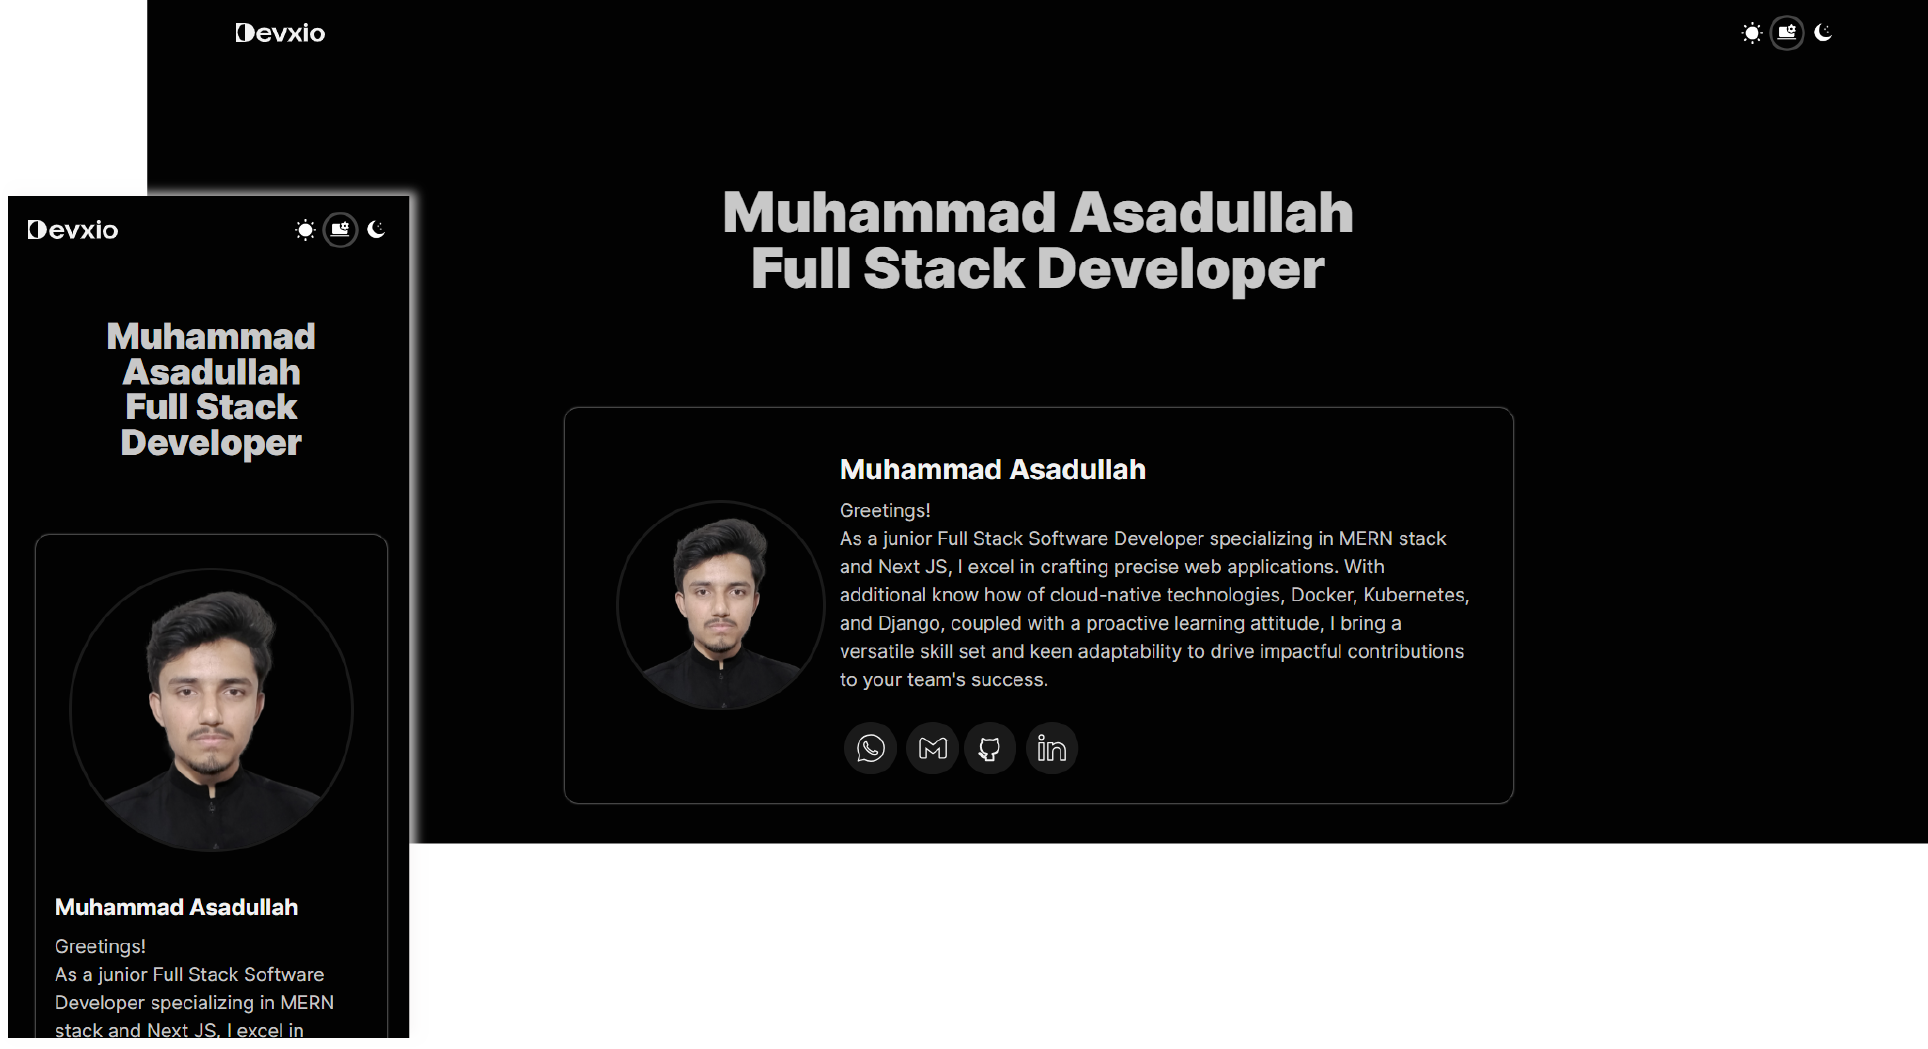 Devxio
Muhammad Asadullah
Full Stack Developer
Muhammad Asadullah
Greetings!
As a junior Full Stack Software Developer specializing in MERN stack
and Next JS, I excel in crafting precise web applications. With
additional know how of cloud-native technologies, Docker, Kubernetes,
and Django, coupled with a proactive learning attitude, I bring a
versatile skill set and keen adaptability to drive impactful contributions
to your team's success.
Devxio
Muhammad
Asadullah
Full Stack
Developer
Muhammad Asadullah
Greetings!
As a junior Full Stack Software
Developer specializing in MERN
stack and Next JS, I excel in